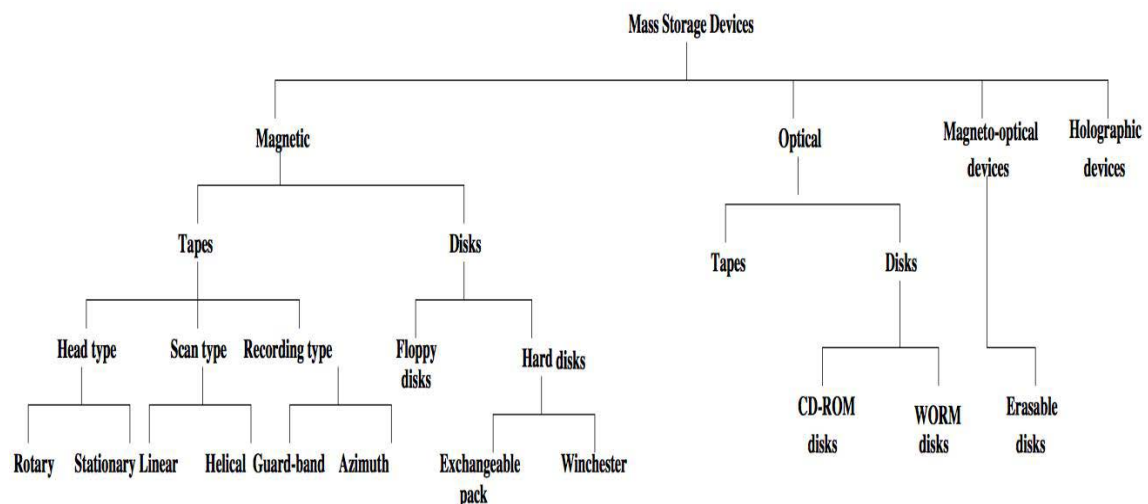 Mass Storage Devices
Magnetic
Optical
Magneto-optical
devices
Holographic
devices
Tapes
Disks
Tapes
Disks
Head type
Scan type
Recording type
Floppy
disks
Hard disks
CD-ROM
disks
WORM
disks
Erasable
disks
Rotary
Stationary
Linear
Helical
Guard-band
Azimuth
Exchangeable
pack
Winchester